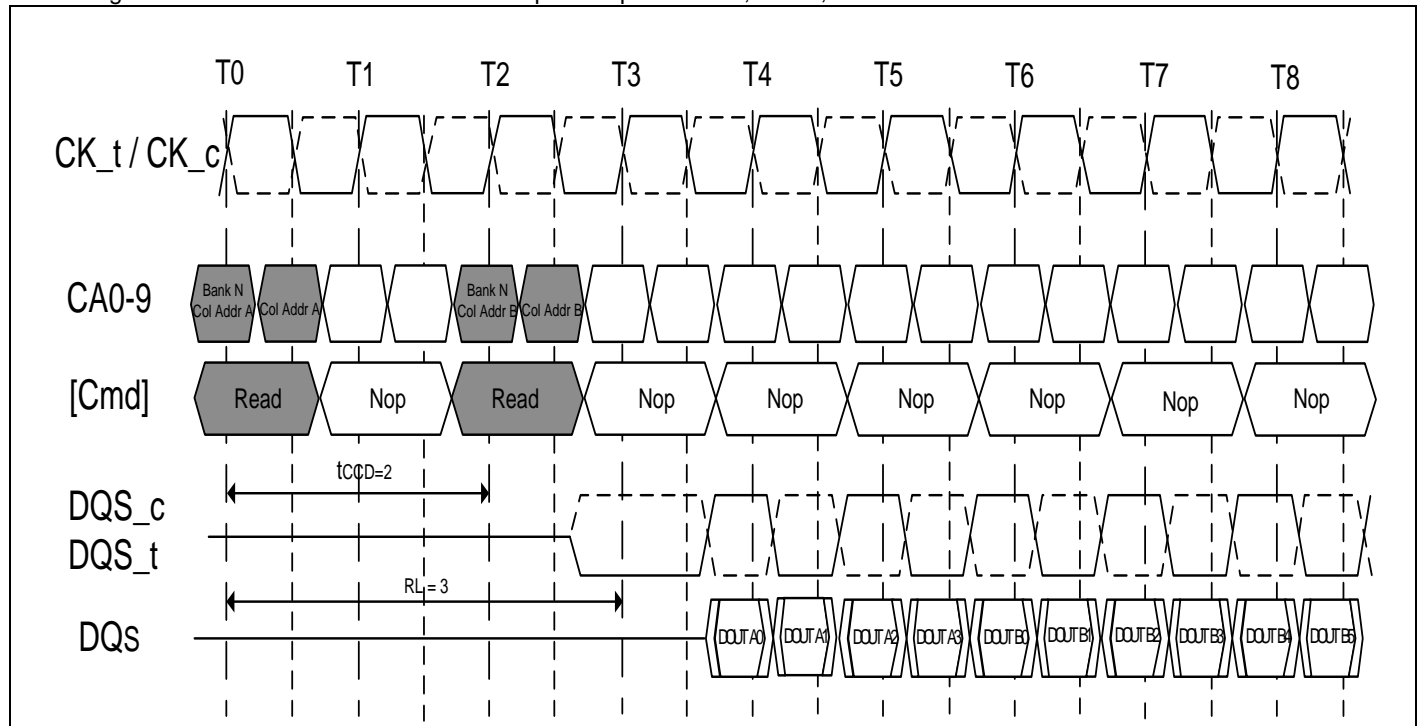 T0 T1 T2 T3 T4 T5 T6 T7 T8
CK_t / CK_c
CA0-9
Bank N
Col Addr A
Col Addr A
Bank N
Col Addr B
Col Addr B
[Cmd]
Read Nop Read Nop Nop Nop Nop Nop Nop
tCCD=2
DQS_c
DQS_t
RL = 3
DQs
DOUT A0 DOUT A1 DOUT A2 DOUT A3 DOUT B0 DOUT B1 DOUT B2 DOUT B3 DOUT B4 DOUT B5